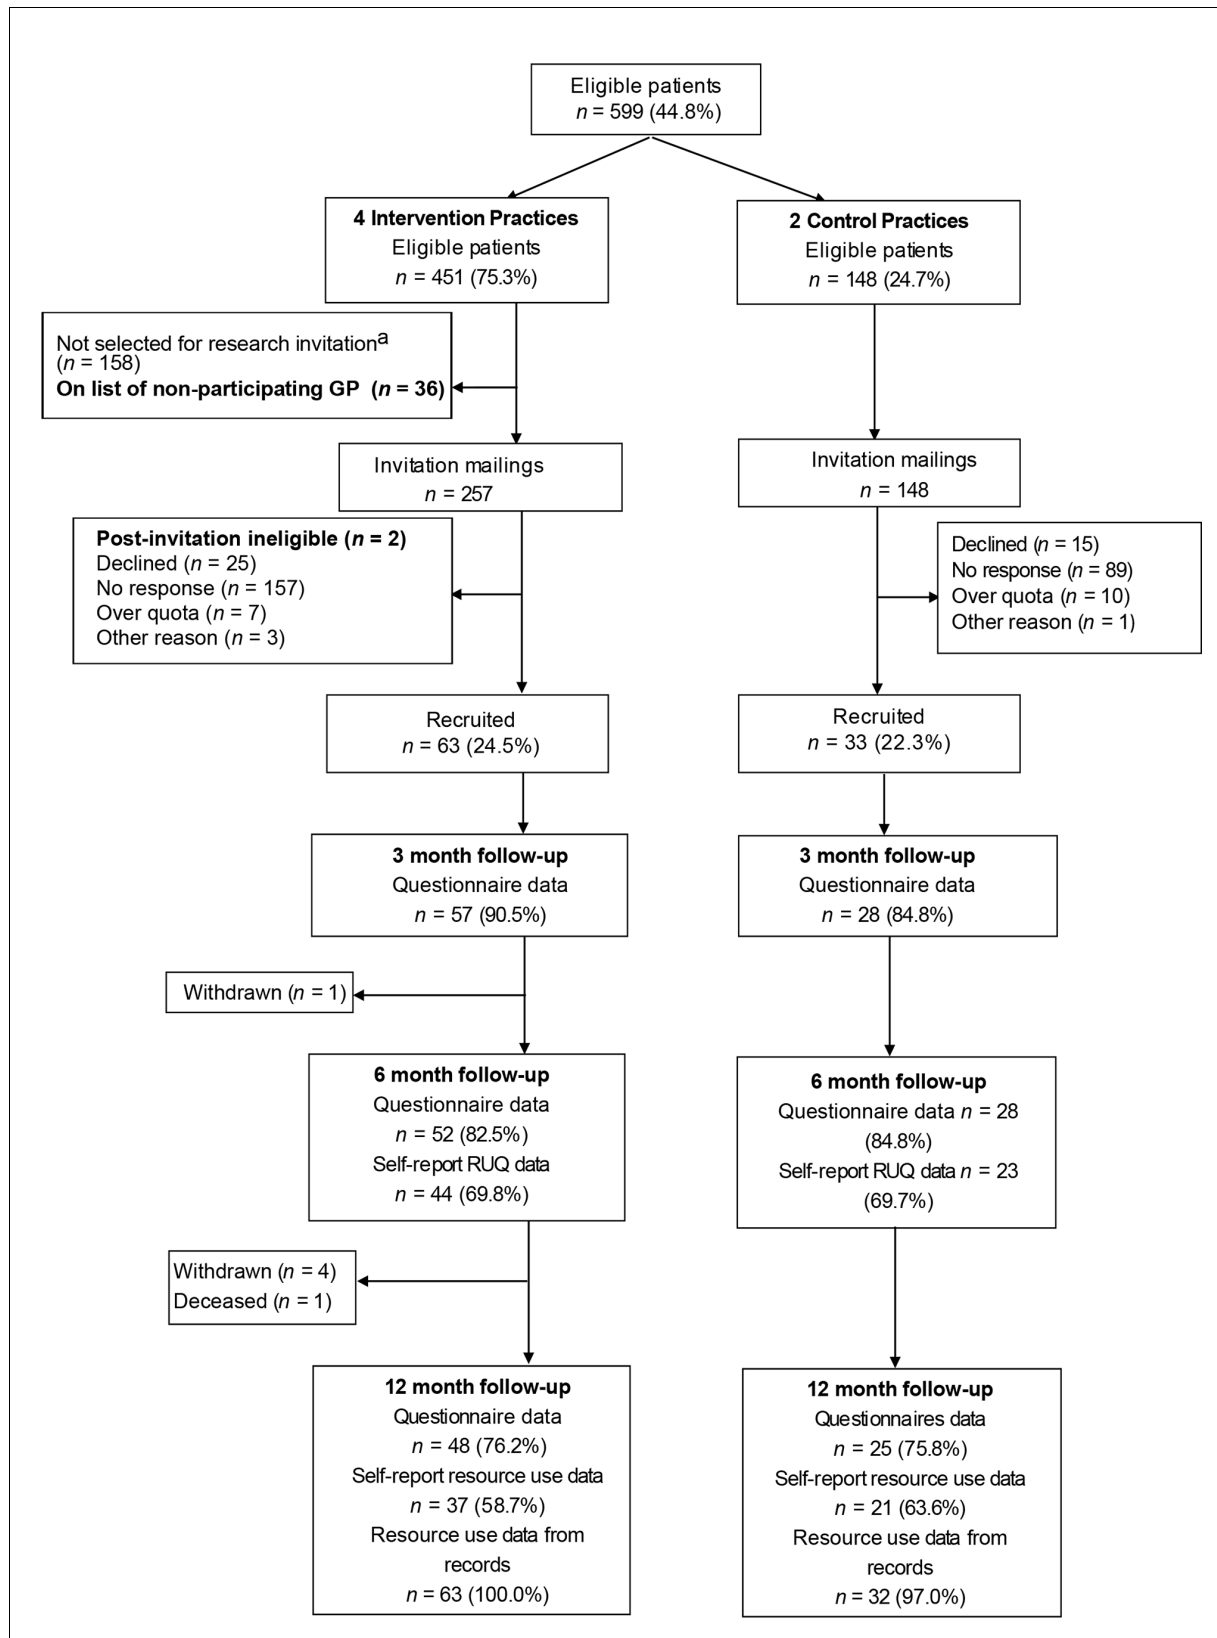 Eligible patients
n = 599 (44.8%)
4 Intervention Practices
Eligible patients
n = 451 (75.3%)
2 Control Practices
Eligible patients
n = 148 (24.7%)
Not selected for research invitationa
(n = 158)
On list of non-participating GP (n = 36)
Invitation mailings
n = 257
Invitation mailings
n = 148
Post-invitation ineligible (n = 2)
Declined (n = 25)
No response (n = 157)
Over quota (n = 7)
Other reason (n = 3)
Declined (n = 15)
No response (n = 89)
Over quota (n = 10)
Other reason (n = 1)
Recruited
n = 63 (24.5%)
Recruited
n = 33 (22.3%)
3 month follow-up
Questionnaire data
n = 57 (90.5%)
3 month follow-up
Questionnaire data
n = 28 (84.8%)
Withdrawn (n = 1)
6 month follow-up
Questionnaire data
n = 52 (82.5%)
Self-report RUQ data
n = 44 (69.8%)
6 month follow-up
Questionnaire data n = 28
(84.8%)
Self-report RUQ data n = 23
(69.7%)
Withdrawn (n = 4)
Deceased (n = 1)
12 month follow-up
Questionnaire data
n = 48 (76.2%)
Self-report resource use data
n = 37 (58.7%)
Resource use data from
records
n = 63 (100.0%)
12 month follow-up
Questionnaires data
n = 25 (75.8%)
Self-report resource use data
n = 21 (63.6%)
Resource use data from
records
n = 32 (97.0%)